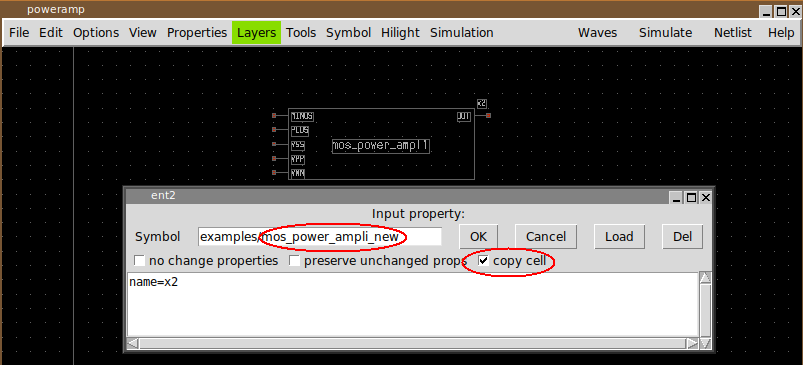 poweramp
File Edit Options View Properties Layers Tools Symbol Hilight Simulation Waves Simulate Netlist Help
x2
MINUS OUT
PLUS
mos_power_ampl1
VSS
VPP
VNN
ent2
Input property:
Symbol examples/mos_power_ampli_new OK Cancel Load Del
no change properties preserve unchanged props copy cell
name=x2